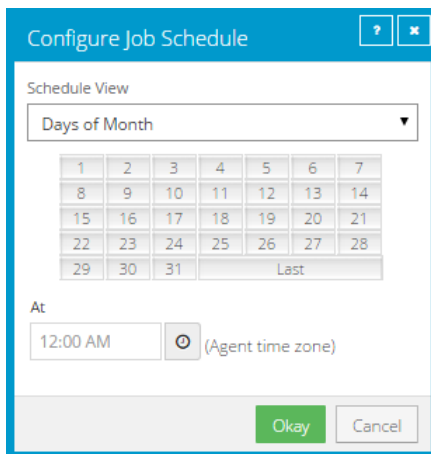 Configure Job Schedule ? ×
Schedule View
Days of Month
1 2 3 4 5 6 7
8 9 10 11 12 13 14
15 16 17 18 19 20 21
22 23 24 25 26 27 28
29 30 31 Last
At
12:00 AM (Agent time zone)
Okay Cancel